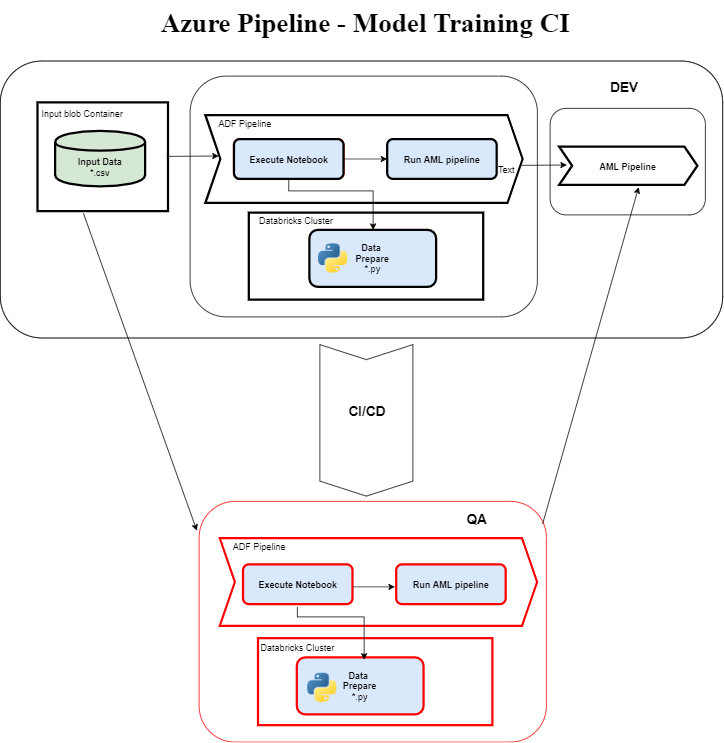 Azure Pipeline - Model Training CI
DEV
Input blob Container
Input Data
*.csv
ADF Pipeline
Execute Notebook
Run AML pipeline
Text
AML Pipeline
Databricks Cluster
Data
Prepare
*.py
CI/CD
QA
ADF Pipeline
Execute Notebook
Run AML pipeline
Databricks Cluster
Data
Prepare
*.py